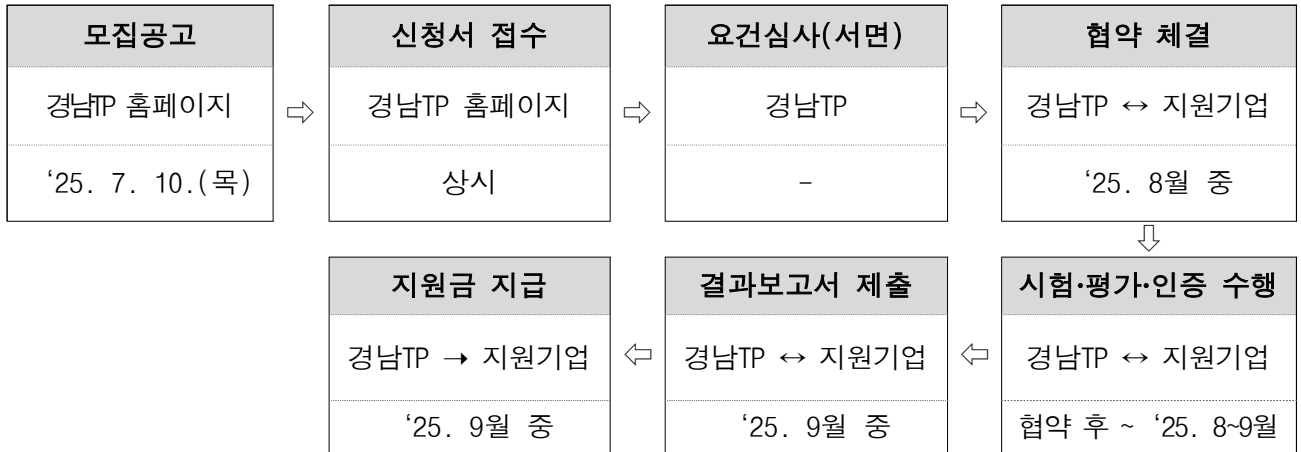 모집공고
경남TP 홈페이지
‘25. 7. 10.(목)
⇨
신청서 접수
경남TP 홈페이지
상시
⇨
요건심사(서면)
경남TP
-
⇨
협약 체결
경남TP ↔ 지원기업
‘25. 8월 중
⇩
시험·평가·인증 수행
경남TP ↔ 지원기업
협약 후 ~ ‘25. 8~9월
⇦
결과보고서 제출
경남TP ↔ 지원기업
‘25. 9월 중
⇦
지원금 지급
경남TP → 지원기업
‘25. 9월 중